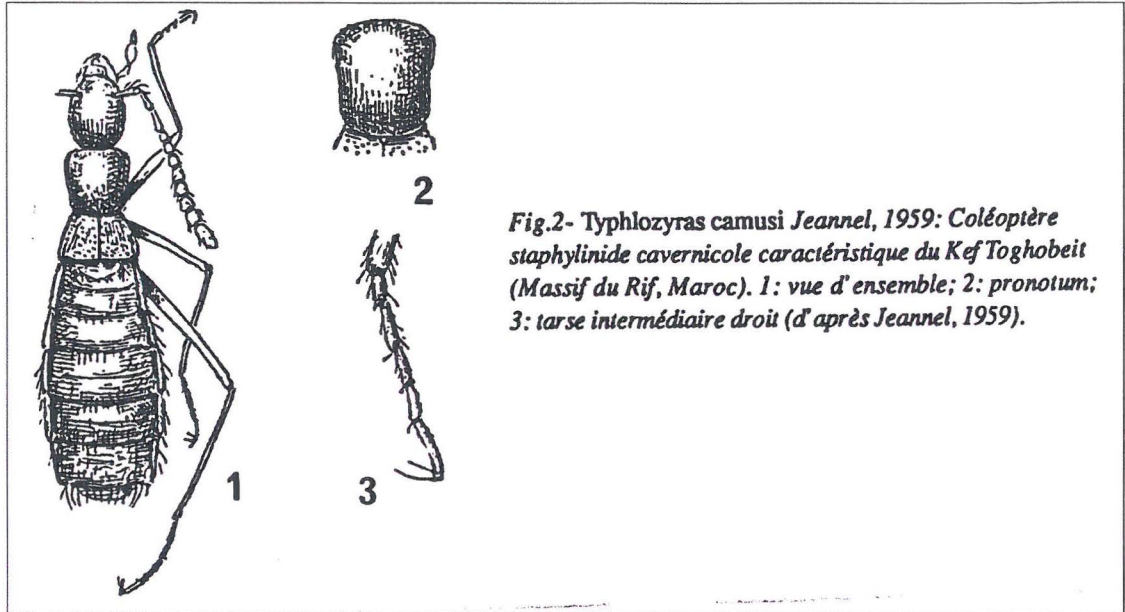 2
Fig.2- Typhlozyras camusi Jeannel, 1959: Coléoptère
staphylinide cavernicole caractéristique du Kef Toghobeit
(Massif du Rif, Maroc). 1: vue d'ensemble; 2: pronotum;
3: tarse intermédiaire droit (d'après Jeannel, 1959).
1
3